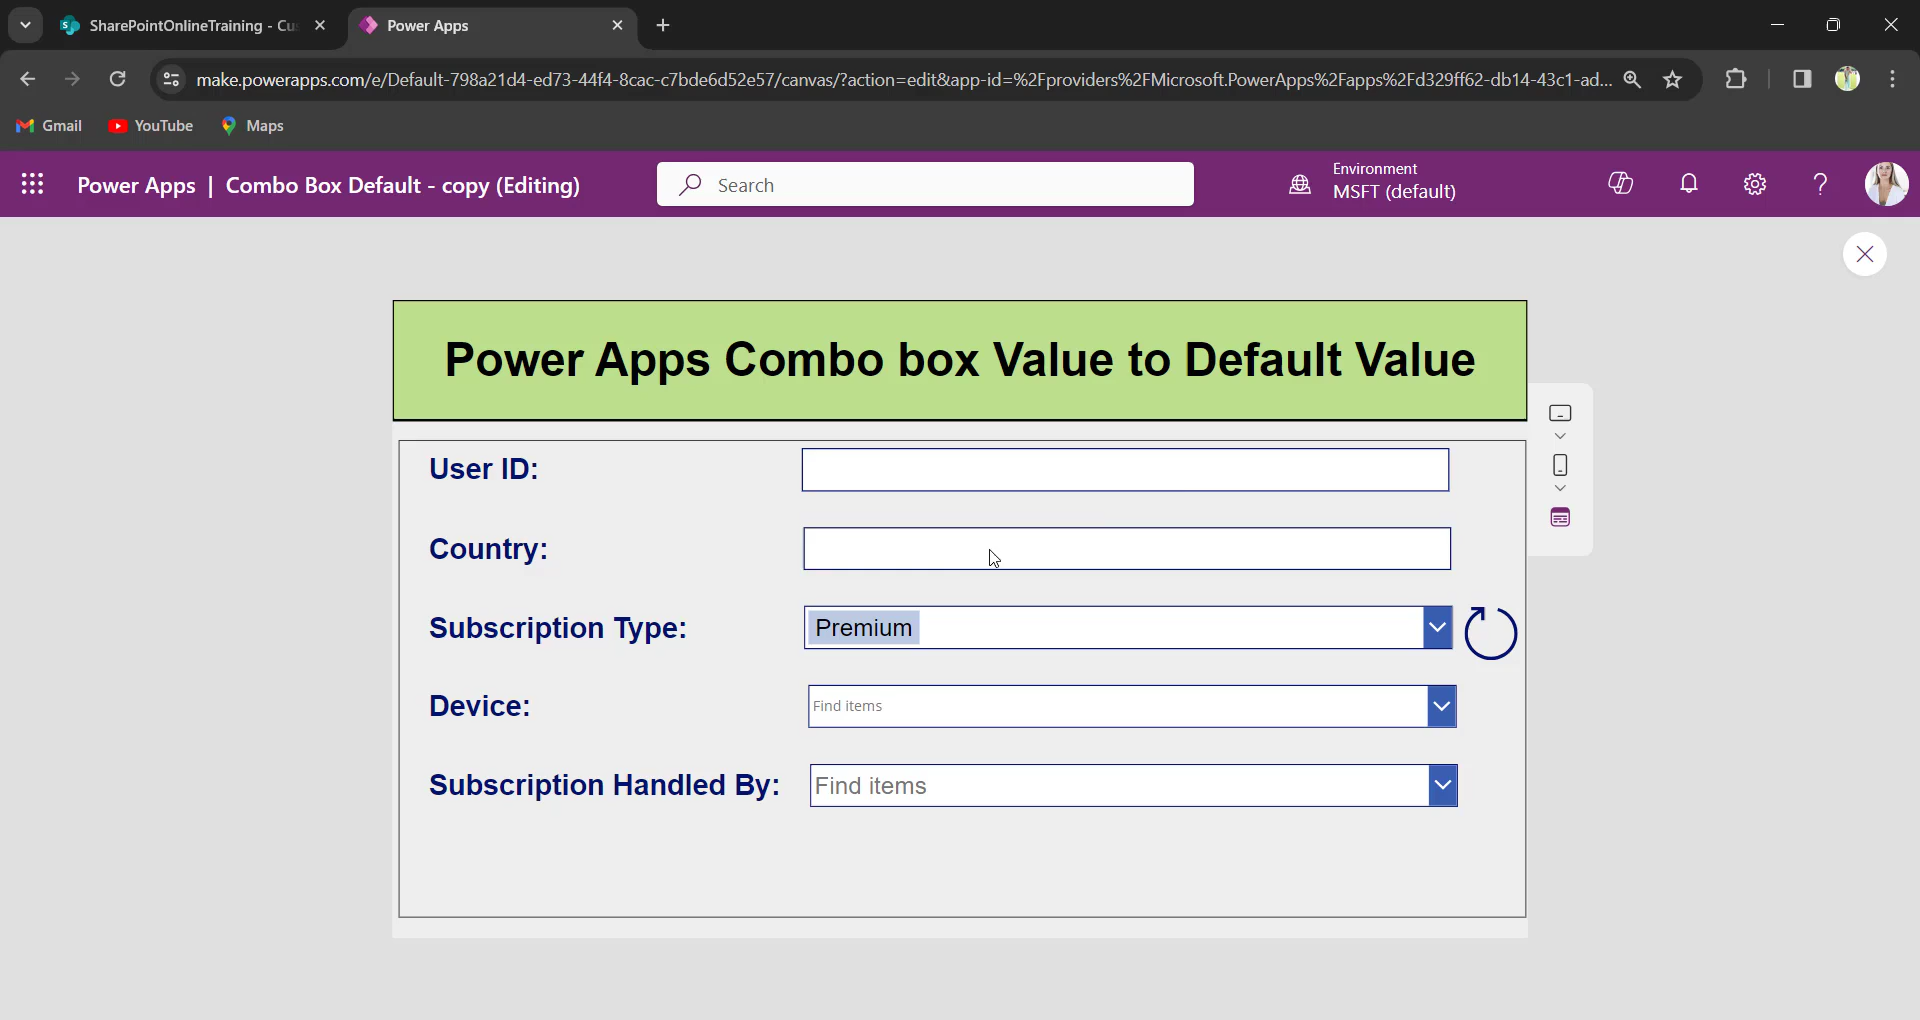 SharePointOnlineTraining - Cu
Power Apps
make.powerapps.com/e/Default-798a21d4-ed73-44f4-8cac-c7bde6d52e57/canvas/?action=edit&app-id=%2Fproviders%2FMicrosoft.PowerApps%2Fapps%2Fd329ff62-db14-43c1-ad...
Gmail
YouTube
Maps
Power Apps | Combo Box Default - copy (Editing)
Search
Environment
MSFT (default)
Power Apps Combo box Value to Default Value
User ID:
Country:
Subscription Type:
Premium
Device:
Find items
Subscription Handled By:
Find items